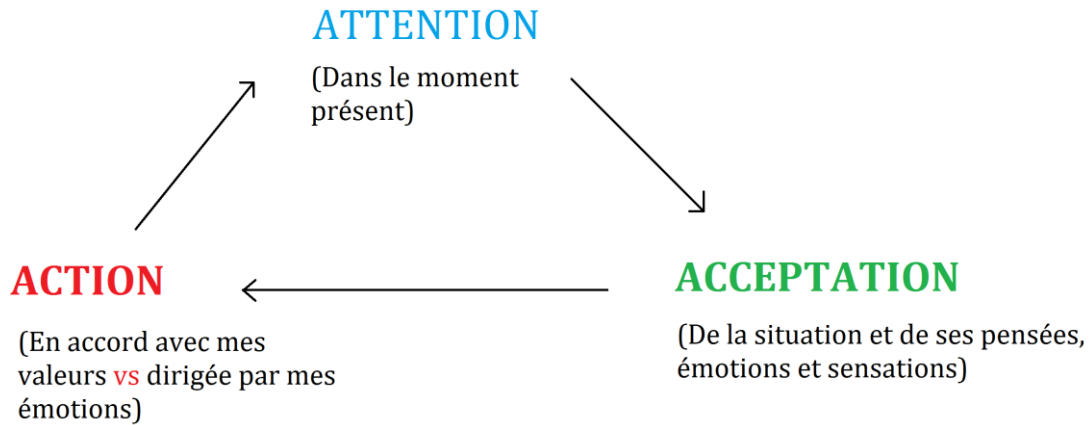 ATTENTION
(Dans le moment
présent)
ACTION
(En accord avec mes
valeurs vs dirigée par mes
émotions)
ACCEPTATION
(De la situation et de ses pensées,
émotions et sensations)